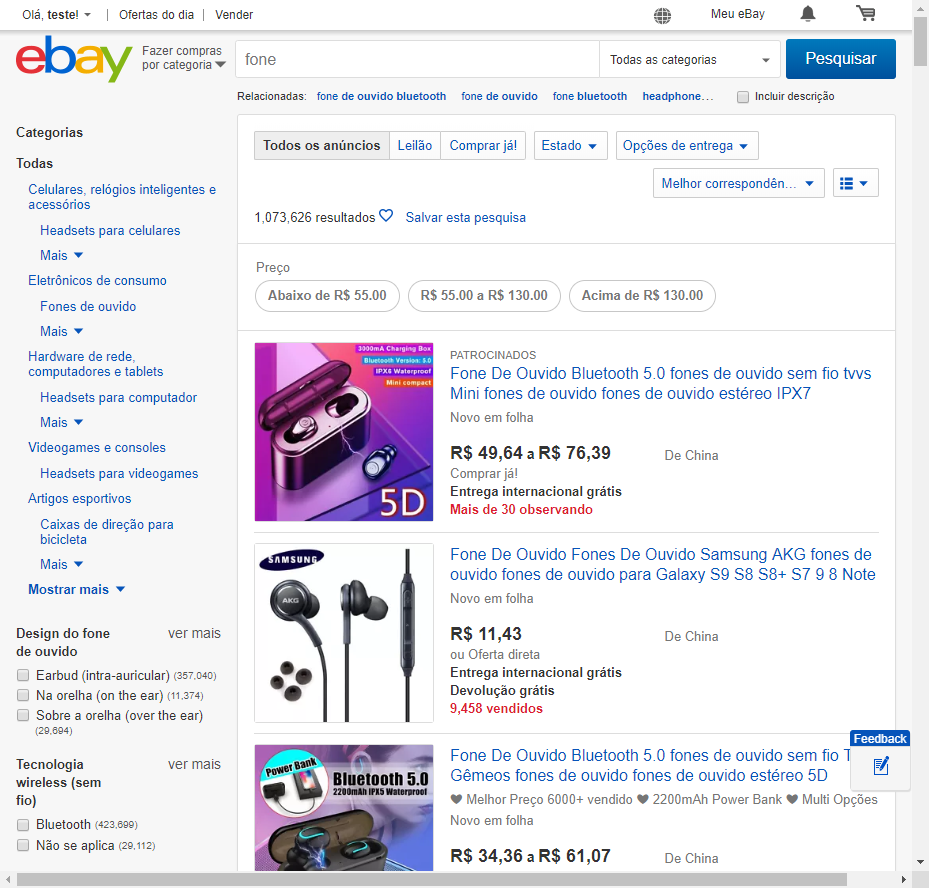 Olá, teste!
Ofertas do dia
Vender
Meu eBay
ebay
Fazer compras
por categoria
fone
Todas as categorias
Pesquisar
Relacionadas: fone de ouvido bluetooth fone de ouvido fone bluetooth headphone…
Incluir descrição
Categorias
Todas
Celulares, relógios inteligentes e
acessórios
Headsets para celulares
Mais
Eletrônicos de consumo
Fones de ouvido
Mais
Hardware de rede,
computadores e tablets
Headsets para computador
Mais
Videogames e consoles
Headsets para videogames
Artigos esportivos
Caixas de direção para
bicicleta
Mais
Mostrar mais
Design do fone
de ouvido
ver mais
Earbud (intra-auricular) (357,040)
Na orelha (on the ear) (11,374)
Sobre a orelha (over the ear)
(29,694)
Tecnologia
wireless (sem
fio)
ver mais
Bluetooth (423,699)
Não se aplica (29,112)
Todos os anúncios
Leilão
Comprar já!
Estado
Opções de entrega
Melhor correspondên…
1,073,626 resultados
Salvar esta pesquisa
Preço
Abaixo de R$ 55.00
R$ 55.00 a R$ 130.00
Acima de R$ 130.00
3000mA Charging Box
Bluetooth Version: 5.0
IPX6 Waterproof
Mini compact
5D
PATROCINADOS
Fone De Ouvido Bluetooth 5.0 fones de ouvido sem fio tvvs
Mini fones de ouvido fones de ouvido estéreo IPX7
Novo em folha
R$ 49,64 a R$ 76,39
De China
Comprar já!
Entrega internacional grátis
Mais de 30 observando
SAMSUNG
AKG
Fone De Ouvido Fones De Ouvido Samsung AKG fones de
ouvido fones de ouvido para Galaxy S9 S8 S8+ S7 9 8 Note
Novo em folha
R$ 11,43
De China
ou Oferta direta
Entrega internacional grátis
Devolução grátis
9,458 vendidos
Power Bank
Bluetooth 5.0
2200mAh IPX5 Waterproof
Fone De Ouvido Bluetooth 5.0 fones de ouvido sem fio T
Gêmeos fones de ouvido fones de ouvido estéreo 5D
❤ Melhor Preço 6000+ vendido ❤ 2200mAh Power Bank ❤ Multi Opções
Novo em folha
R$ 34,36 a R$ 61,07
De China
Feedback